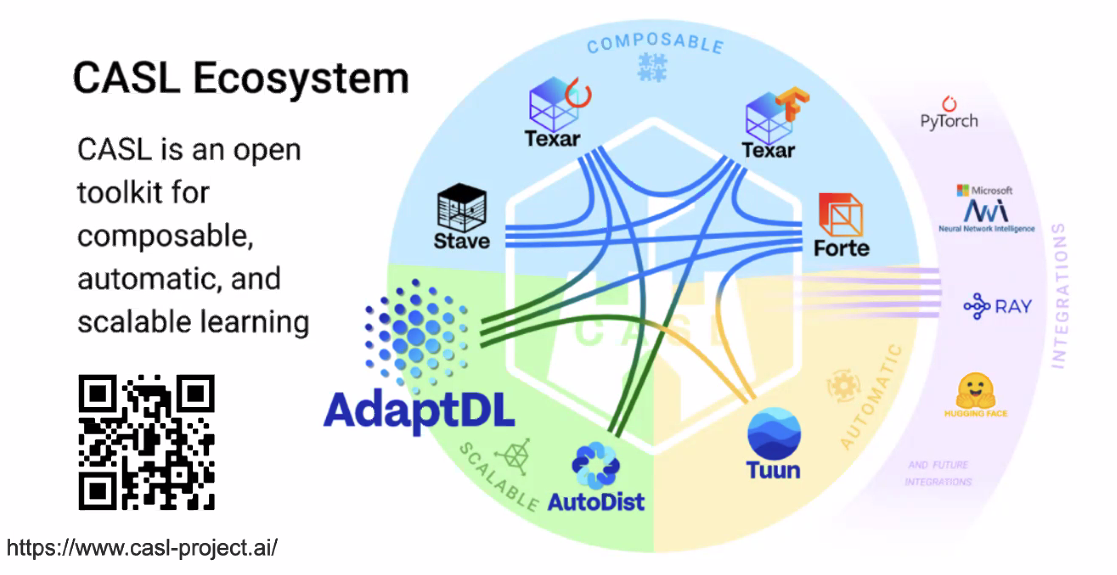 CASL Ecosystem
CASL is an open
toolkit for
composable,
automatic, and
scalable learning
https://www.casl-project.ai/
COMPOSABLE
Texar
Texar
Stave
Forte
CASL
AdaptDL
SCALABLE
AutoDist
Tuun
AUTOMATIC
PyTorch
Microsoft
Neural Network Intelligence
RAY
HUGGING FACE
AND FUTURE
INTEGRATIONS
INTEGRATIONS